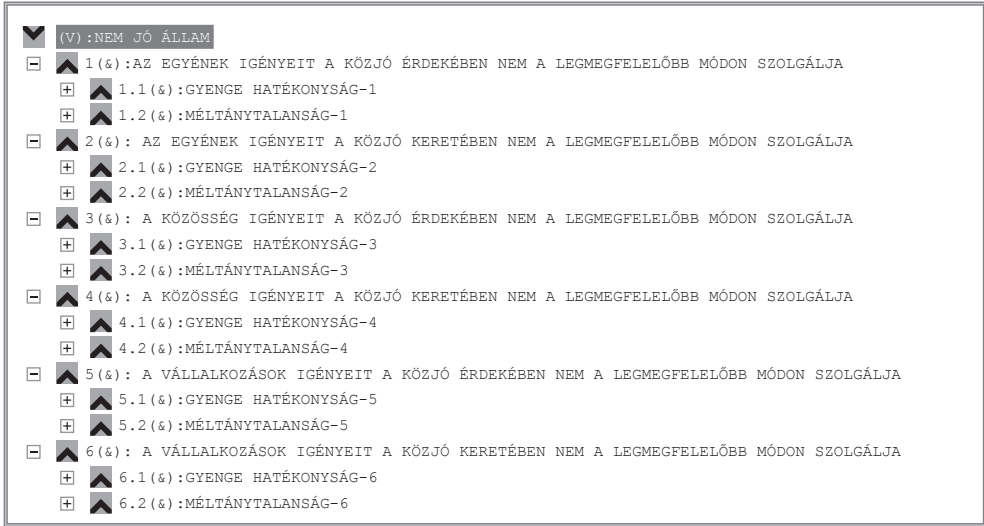 (V):NEM JÓ ÁLLAM
1(&):AZ EGYÉNEK IGÉNYEIT A KÖZJÓ ÉRDEKÉBEN NEM A LEGMEGFELELŐBB MÓDON SZOLGÁLJA
1.1(&):GYENGE HATÉKONYSÁG-1
1.2(&):MÉLTÁNYTALANSÁG-1
2(&): AZ EGYÉNEK IGÉNYEIT A KÖZJÓ KERETÉBEN NEM A LEGMEGFELELŐBB MÓDON SZOLGÁLJA
2.1(&):GYENGE HATÉKONYSÁG-2
2.2(&):MÉLTÁNYTALANSÁG-2
3(&): A KÖZÖSSÉG IGÉNYEIT A KÖZJÓ ÉRDEKÉBEN NEM A LEGMEGFELELŐBB MÓDON SZOLGÁLJA
3.1(&):GYENGE HATÉKONYSÁG-3
3.2(&):MÉLTÁNYTALANSÁG-3
4(&): A KÖZÖSSÉG IGÉNYEIT A KÖZJÓ KERETÉBEN NEM A LEGMEGFELELŐBB MÓDON SZOLGÁLJA
4.1(&):GYENGE HATÉKONYSÁG-4
4.2(&):MÉLTÁNYTALANSÁG-4
5(&): A VÁLLALKOZÁSOK IGÉNYEIT A KÖZJÓ ÉRDEKÉBEN NEM A LEGMEGFELELŐBB MÓDON SZOLGÁLJA
5.1(&):GYENGE HATÉKONYSÁG-5
5.2(&):MÉLTÁNYTALANSÁG-5
6(&): A VÁLLALKOZÁSOK IGÉNYEIT A KÖZJÓ KERETÉBEN NEM A LEGMEGFELELŐBB MÓDON SZOLGÁLJA
6.1(&):GYENGE HATÉKONYSÁG-6
6.2(&):MÉLTÁNYTALANSÁG-6